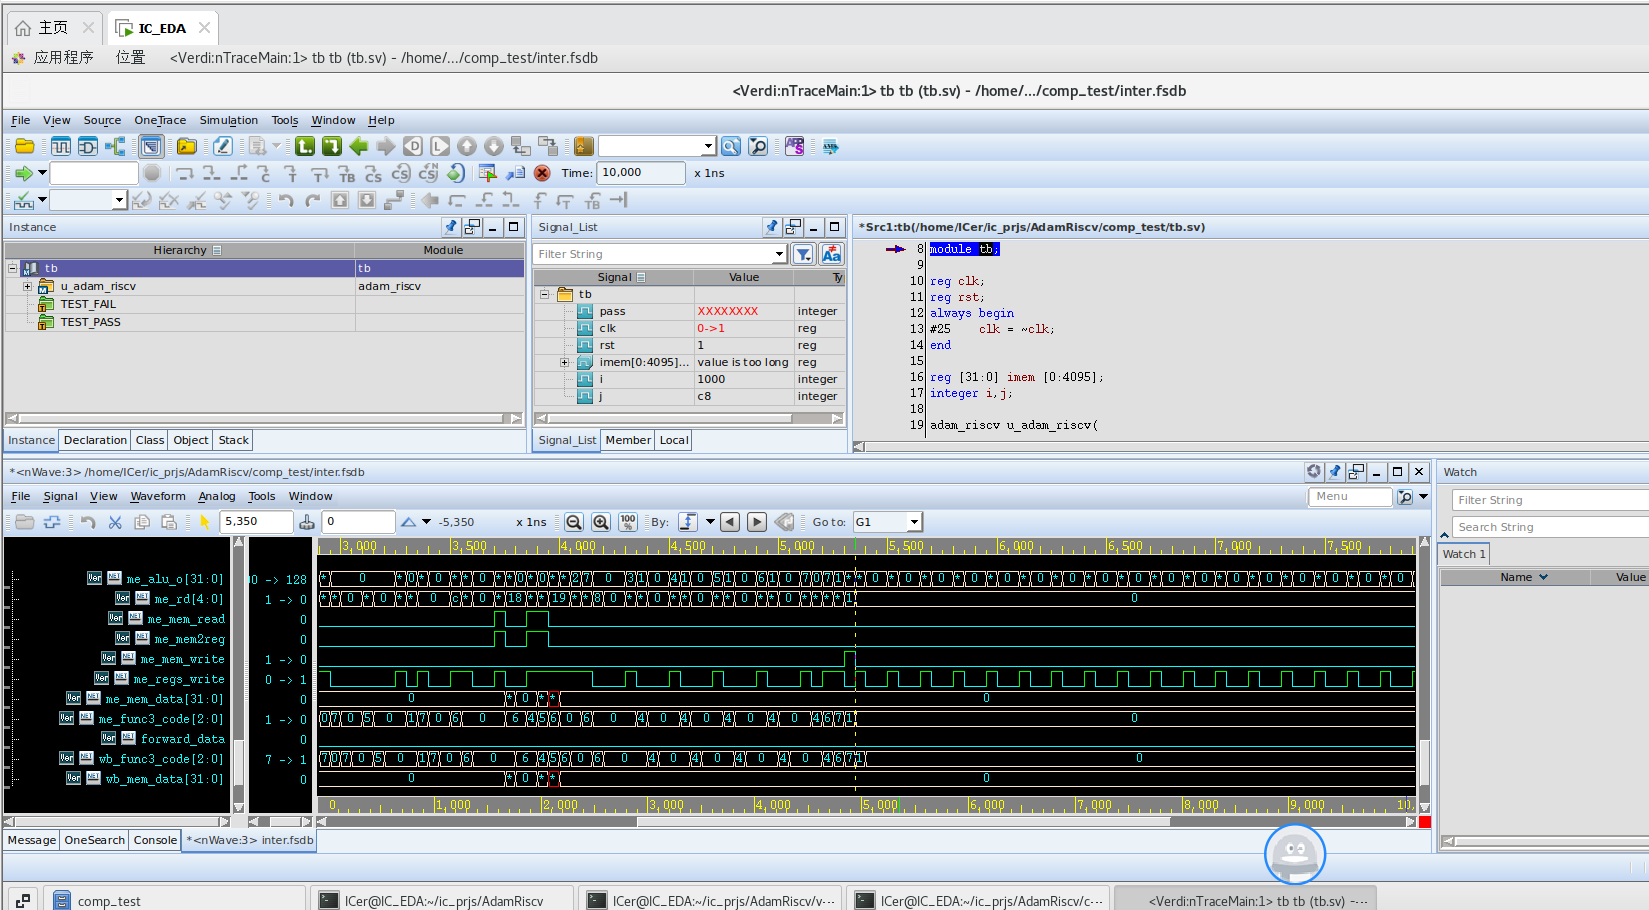 主页
IC_EDA
应用程序 位置 <Verdi:nTraceMain:1> tb tb (tb.sv) - /home/.../comp_test/inter.fsdb
<Verdi:nTraceMain:1> tb tb (tb.sv) - /home/.../comp_test/inter.fsdb
File View Source OneTrace Simulation Tools Window Help
Time: 10,000 x 1ns
Instance
Hierarchy Module
tb tb
u_adam_riscv adam_riscv
TEST_FAIL
TEST_PASS
Instance Declaration Class Object Stack
Signal_List
Filter String
Signal Value Ty
tb
pass XXXXXXXX integer
clk 0->1 reg
rst 1 reg
imem[0:4095]... value is too long reg
i 1000 integer
j c8 integer
Signal_List Member Local
*Src1:tb(/home/ICer/ic_prjs/AdamRiscv/comp_test/tb.sv)
8 module tb;
9
10 reg clk;
11 reg rst;
12 always begin
13 #25 clk = ~clk;
14 end
15
16 reg [31:0] imem [0:4095];
17 integer i,j;
18
19 adam_riscv u_adam_riscv(
*<nWave:3> /home/ICer/ic_prjs/AdamRiscv/comp_test/inter.fsdb
File Signal View Waveform Analog Tools Window
Menu
5,350 0 -5,350 x 1ns 100% By: Go to: G1
3,000 3,500 4,000 4,500 5,000 5,500 6,000 6,500 7,000 7,500
me_alu_o[31:0] 0 -> 128
me_rd[4:0] 1 -> 0
me_mem_read 0
me_mem2reg 0
me_mem_write 1 -> 0
me_regs_write 0 -> 1
me_mem_data[31:0] 0
me_func3_code[2:0] 1 -> 0
forward_data 0
wb_func3_code[2:0] 7 -> 1
wb_mem_data[31:0] 0
0 1,000 2,000 3,000 4,000 5,000 6,000 7,000 8,000 9,000 10,
Message OneSearch Console *<nWave:3> inter.fsdb
Watch
Filter String
Search String
Watch 1
Name Value
comp_test
ICer@IC_EDA:~/ic_prjs/AdamRiscv
ICer@IC_EDA:~/ic_prjs/AdamRiscv/v---
ICer@IC_EDA:~/ic_prjs/AdamRiscv/c---
<Verdi:nTraceMain:1> tb tb (tb.sv) ----